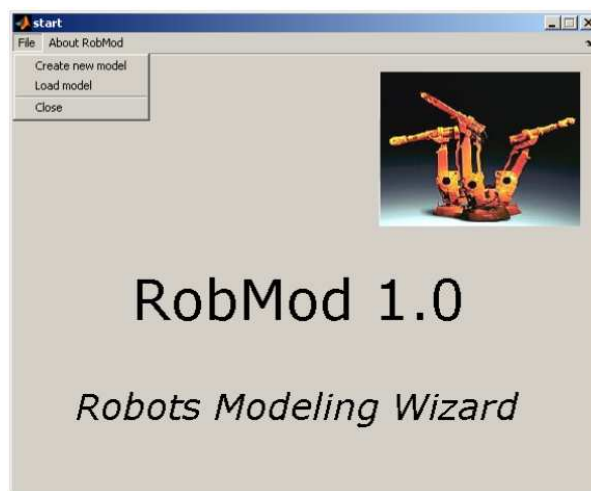 start
File About RobMod
Create new model
Load model
Close
RobMod 1.0
Robots Modeling Wizard